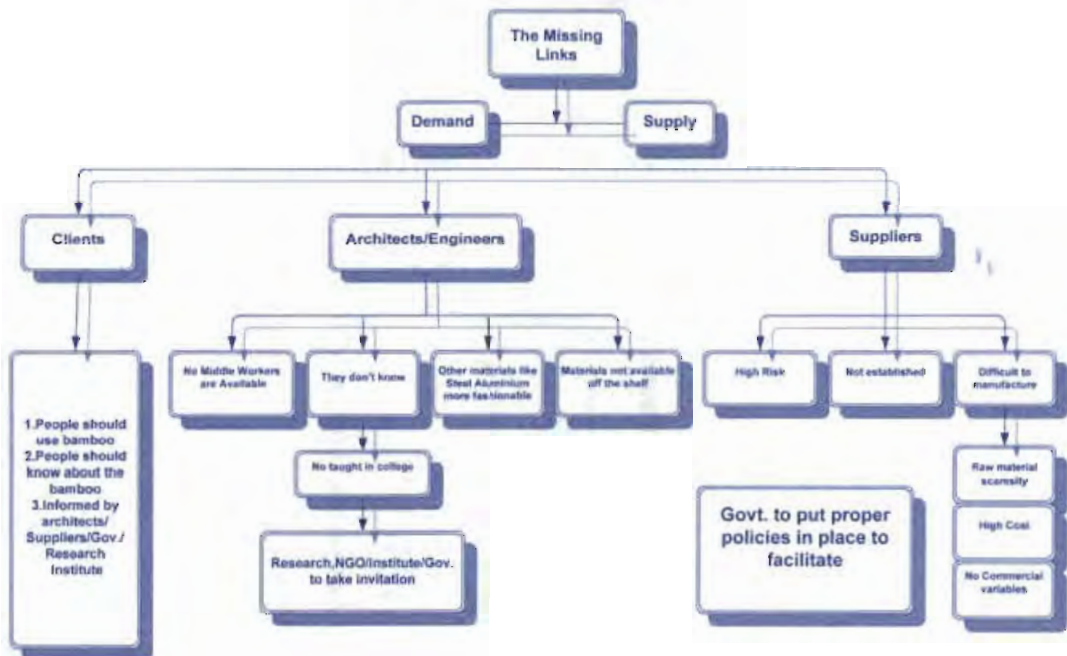 The Missing
Links
Demand
Supply
Clients
Architects/Engineers
Suppliers
No Middle Workers
are Available
They don't know
Other materials like
Steel Aluminium
more fashionable
Materials not available
off the shelf
High Risk
Not established
Difficult to
manufacture
1.People should
use bamboo
2.People should
know about the
bamboo
3.Informed by
architects/
Suppliers/Gov./
Research
Institute
No taught in college
Research,NGO/Institute/Gov.
to take invitation
Govt. to put proper
policies in place to
facilitate
Raw material
scarsity
High Coal
No Commercial
variables